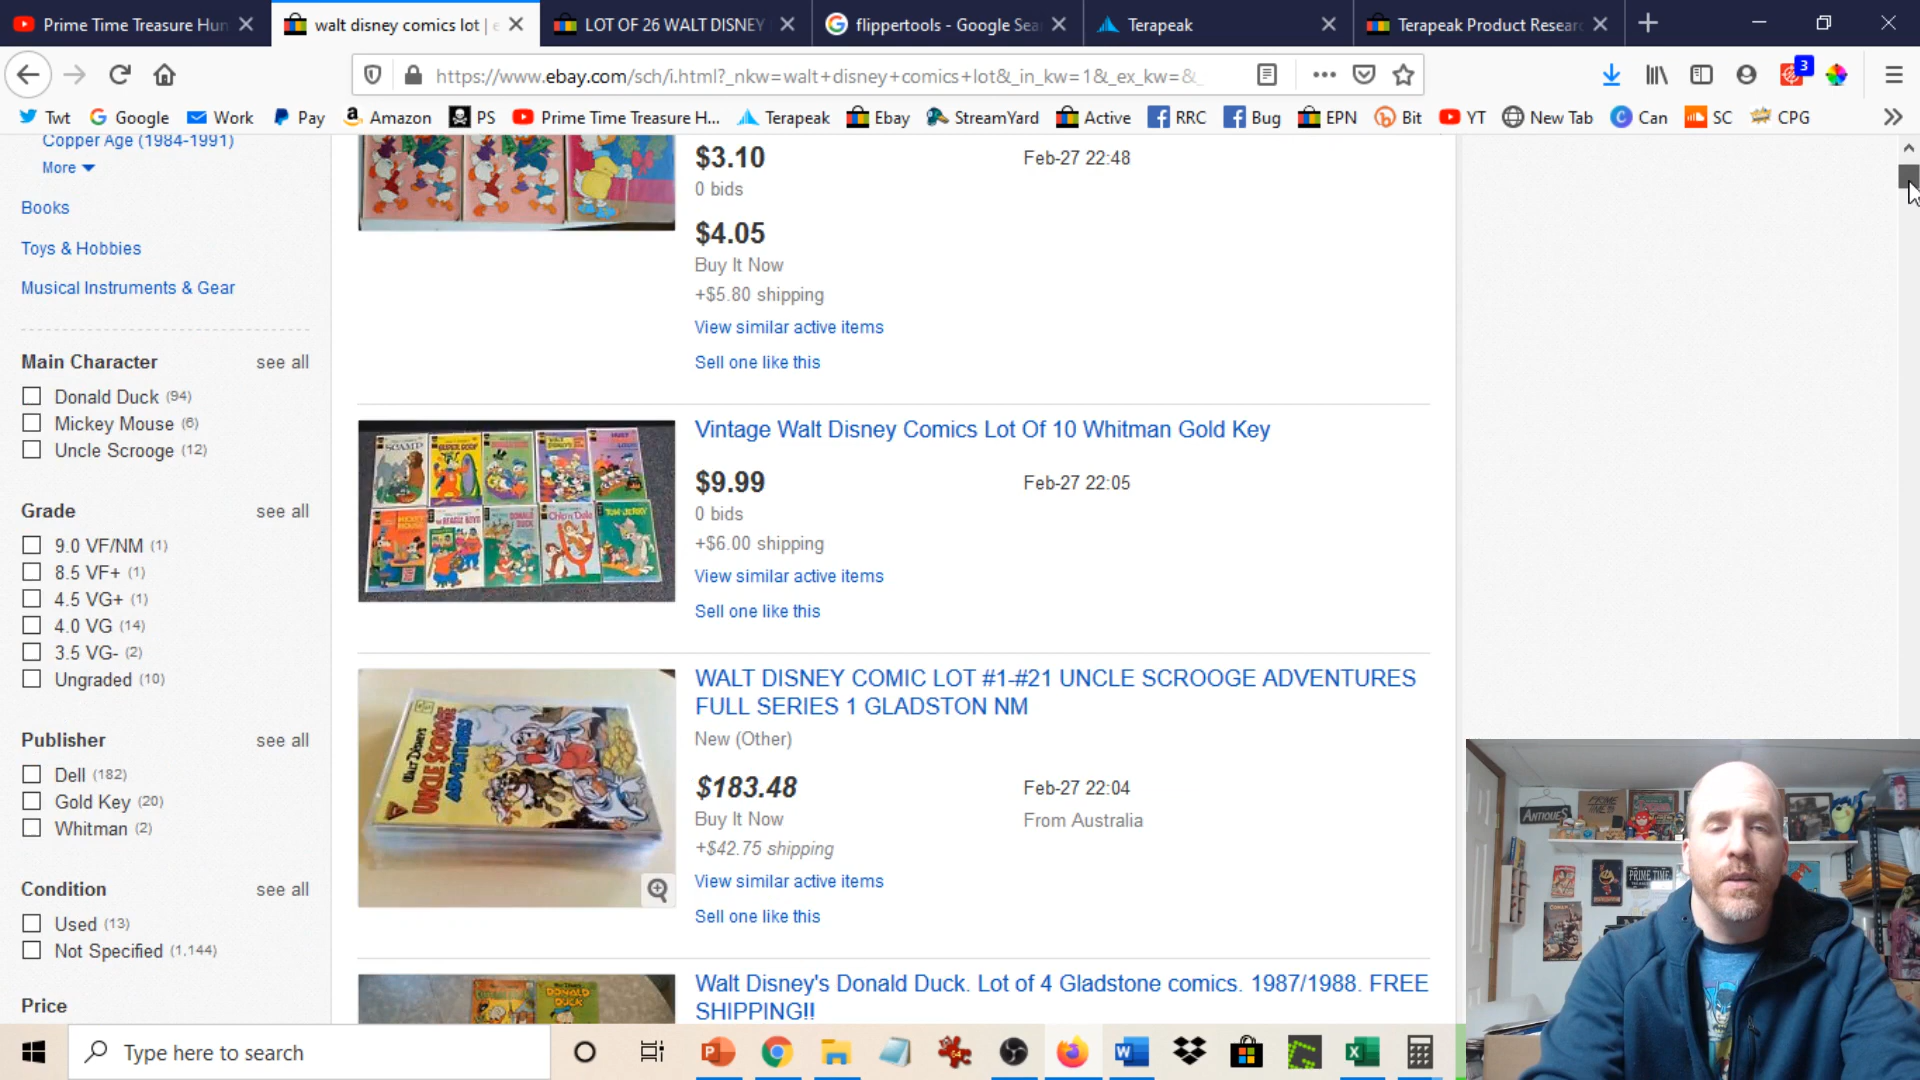 Prime Time Treasure Hun
walt disney comics lot | e
LOT OF 26 WALT DISNEY
flippertools - Google Sea
Terapeak
Terapeak Product Resear
https://www.ebay.com/sch/i.html?_nkw=walt+disney+comics+lot&_in_kw=1&_ex_kw=&_
3
Twt
Google
Work
Pay
Amazon
PS
Prime Time Treasure H...
Terapeak
Ebay
StreamYard
Active
RRC
Bug
EPN
Bit
YT
New Tab
Can
SC
CPG
Copper Age (1984-1991)
More
Books
Toys & Hobbies
Musical Instruments & Gear
Main Character see all
Donald Duck (94)
Mickey Mouse (6)
Uncle Scrooge (12)
Grade see all
9.0 VF/NM (1)
8.5 VF+ (1)
4.5 VG+ (1)
4.0 VG (14)
3.5 VG- (2)
Ungraded (10)
Publisher see all
Dell (182)
Gold Key (20)
Whitman (2)
Condition see all
Used (13)
Not Specified (1,144)
Price
$3.10 Feb-27 22:48
0 bids
$4.05
Buy It Now
+$5.80 shipping
View similar active items
Sell one like this
Vintage Walt Disney Comics Lot Of 10 Whitman Gold Key
$9.99 Feb-27 22:05
0 bids
+$6.00 shipping
View similar active items
Sell one like this
WALT DISNEY COMIC LOT #1-#21 UNCLE SCROOGE ADVENTURES
FULL SERIES 1 GLADSTON NM
New (Other)
$183.48 Feb-27 22:04
Buy It Now From Australia
+$42.75 shipping
View similar active items
Sell one like this
WALT DISNEY'S
UNCLE $CROOGE
ADVENTURES
Walt Disney's Donald Duck. Lot of 4 Gladstone comics. 1987/1988. FREE
SHIPPING!!
DONALD DUCK
ANTIQUES
PRIME TIME
Type here to search